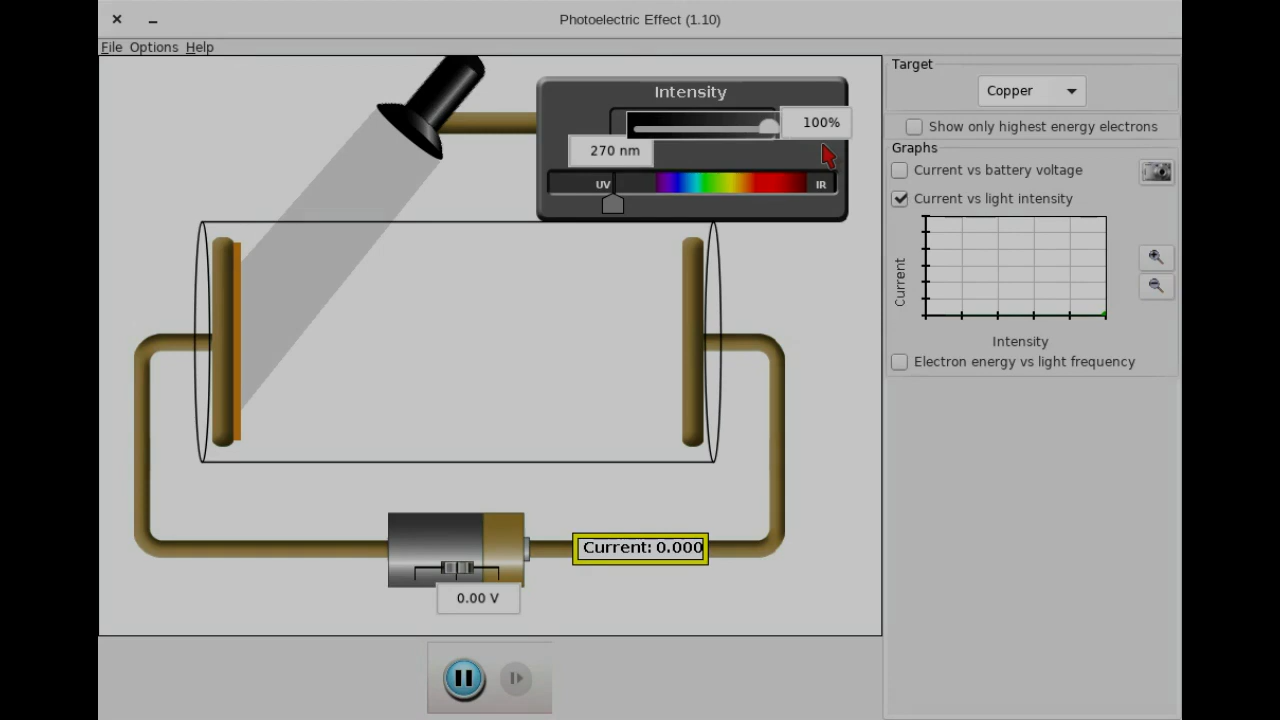 Photoelectric Effect (1.10)
File Options Help
Intensity
100%
270 nm
UV
IR
Current: 0.000
0.00 V
Target
Copper
Show only highest energy electrons
Graphs
Current vs battery voltage
Current vs light intensity
Current
Intensity
Electron energy vs light frequency